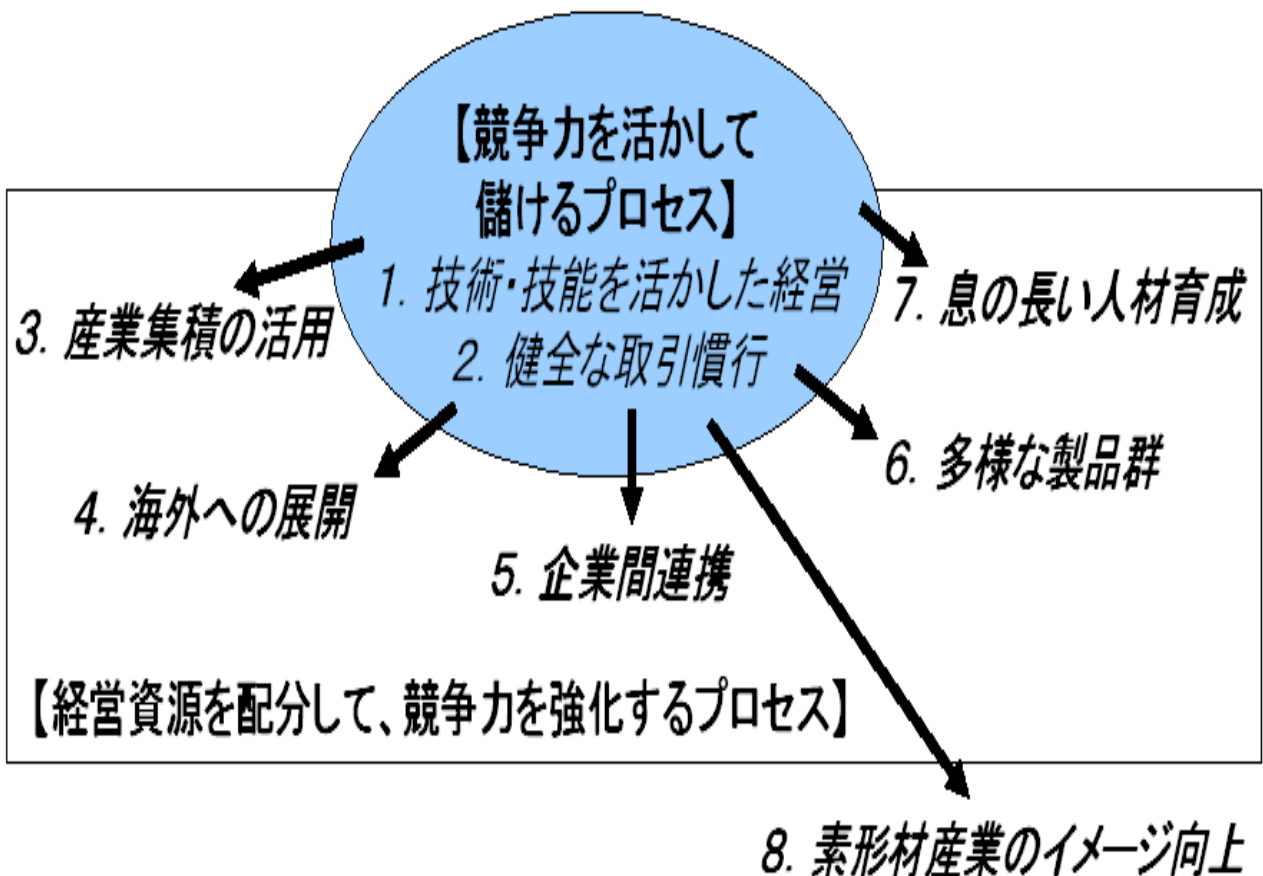 【競争力を活かして
儲けるプロセス】
1. 技術・技能を活かした経営
2. 健全な取引慣行
3. 産業集積の活用
4. 海外への展開
5. 企業間連携
6. 多様な製品群
7. 息の長い人材育成
【経営資源を配分して、競争力を強化するプロセス】
8. 素形材産業のイメージ向上